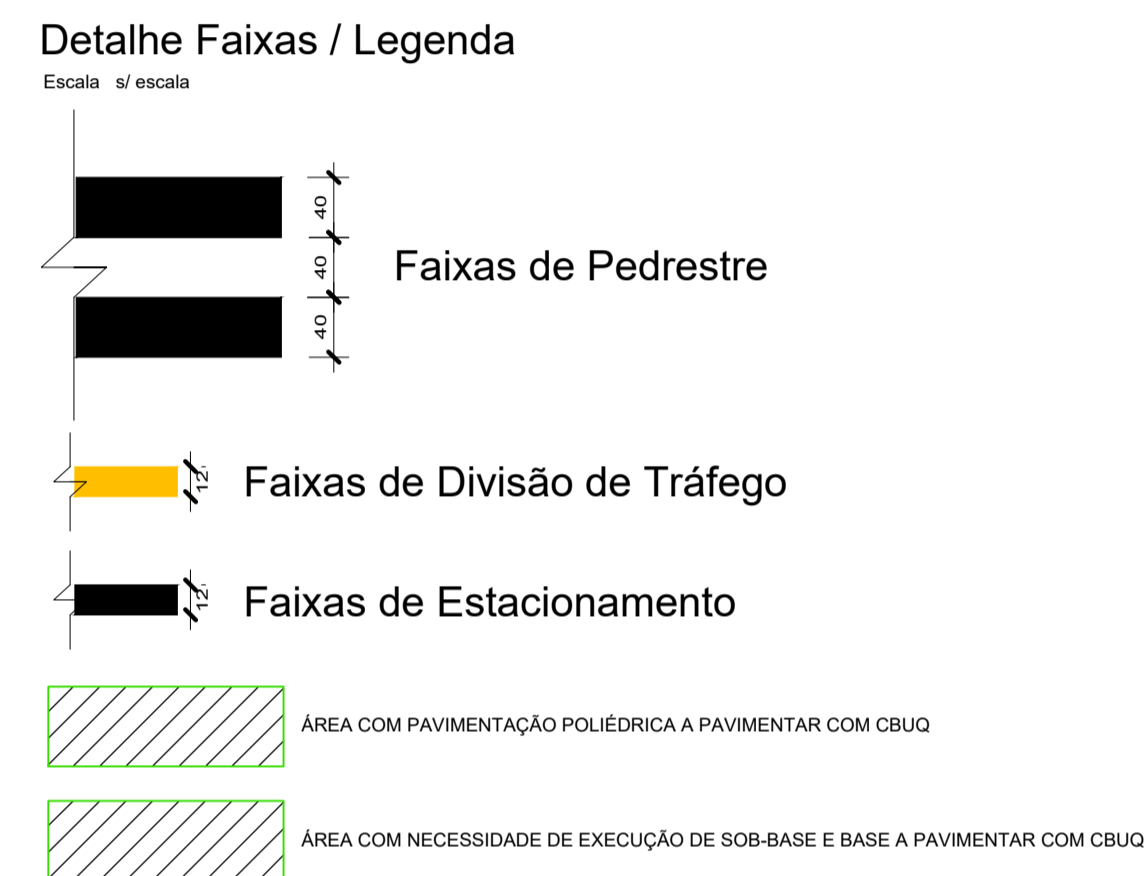 Detalhe Faixas / Legenda
Escala s/ escala
40
40
40
Faixas de Pedrestre
12
Faixas de Divisão de Tráfego
12
Faixas de Estacionamento
ÁREA COM PAVIMENTAÇÃO POLIÉDRICA A PAVIMENTAR COM CBUQ
ÁREA COM NECESSIDADE DE EXECUÇÃO DE SOB-BASE E BASE A PAVIMENTAR COM CBUQ